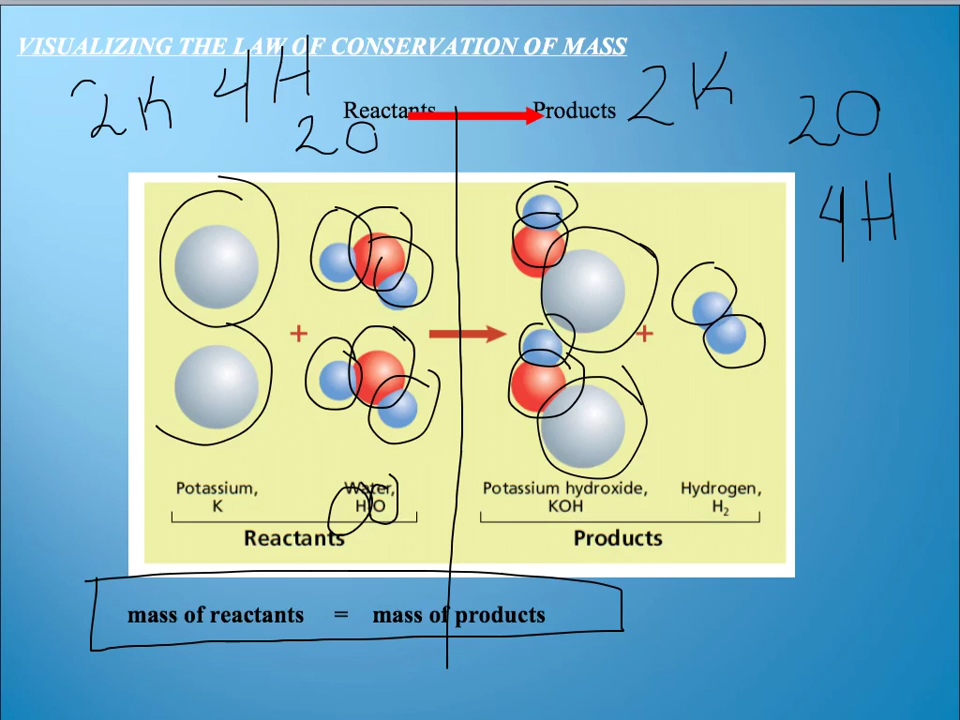 VISUALIZING THE LAW OF CONSERVATION OF MASS
2K 4H 2O
Reactants Products
2K 2O 4H
+ +
Potassium, K
Water, H₂O
Potassium hydroxide, KOH
Hydrogen, H₂
Reactants Products
mass of reactants = mass of products